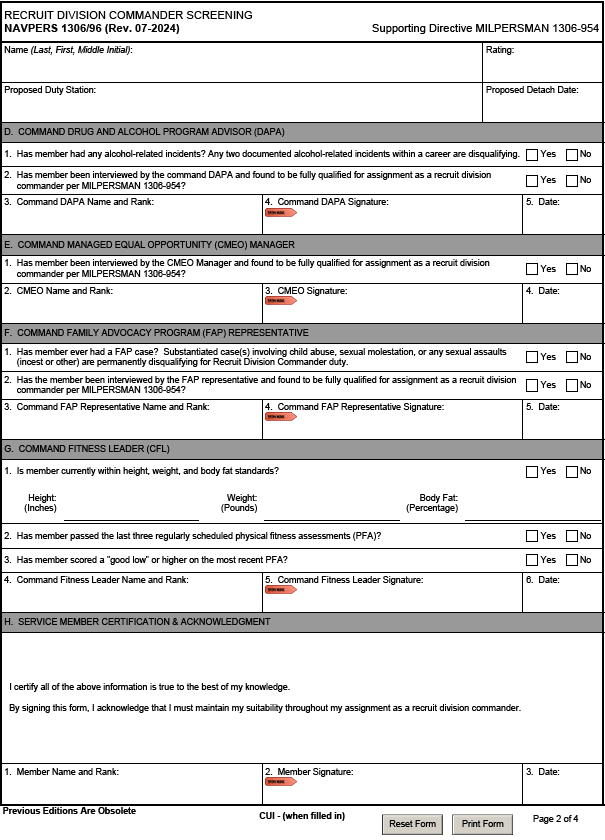 RECRUIT DIVISION COMMANDER SCREENING
NAVPERS 1306/96 (Rev. 07-2024)
Supporting Directive MILPERSMAN 1306-954
Name (Last, First, Middle Initial):
Rating:
Proposed Duty Station:
Proposed Detach Date:
D. COMMAND DRUG AND ALCOHOL PROGRAM ADVISOR (DAPA)
1. Has member had any alcohol-related incidents? Any two documented alcohol-related incidents within a career are disqualifying.
Yes No
2. Has member been interviewed by the command DAPA and found to be fully qualified for assignment as a recruit division
commander per MILPERSMAN 1306-954?
Yes No
3. Command DAPA Name and Rank:
4. Command DAPA Signature:
5. Date:
E. COMMAND MANAGED EQUAL OPPORTUNITY (CMEO) MANAGER
1. Has member been interviewed by the CMEO Manager and found to be fully qualified for assignment as a recruit division
commander per MILPERSMAN 1306-954?
Yes No
2. CMEO Name and Rank:
3. CMEO Signature:
4. Date:
F. COMMAND FAMILY ADVOCACY PROGRAM (FAP) REPRESENTATIVE
1. Has member ever had a FAP case? Substantiated case(s) involving child abuse, sexual molestation, or any sexual assaults
(incest or other) are permanently disqualifying for Recruit Division Commander duty.
Yes No
2. Has the member been interviewed by the FAP representative and found to be fully qualified for assignment as a recruit division
commander per MILPERSMAN 1306-954?
Yes No
3. Command FAP Representative Name and Rank:
4. Command FAP Representative Signature:
5. Date:
G. COMMAND FITNESS LEADER (CFL)
1. Is member currently within height, weight, and body fat standards?
Yes No
Height: Weight: Body Fat:
(Inches) (Pounds) (Percentage)
2. Has member passed the last three regularly scheduled physical fitness assessments (PFA)?
Yes No
3. Has member scored a "good low" or higher on the most recent PFA?
Yes No
4. Command Fitness Leader Name and Rank:
5. Command Fitness Leader Signature:
6. Date:
H. SERVICE MEMBER CERTIFICATION & ACKNOWLEDGMENT
I certify all of the above information is true to the best of my knowledge.
By signing this form, I acknowledge that I must maintain my suitability throughout my assignment as a recruit division commander.
1. Member Name and Rank:
2. Member Signature:
3. Date:
Previous Editions Are Obsolete
CUI - (when filled in)
Reset Form
Print Form
Page 2 of 4